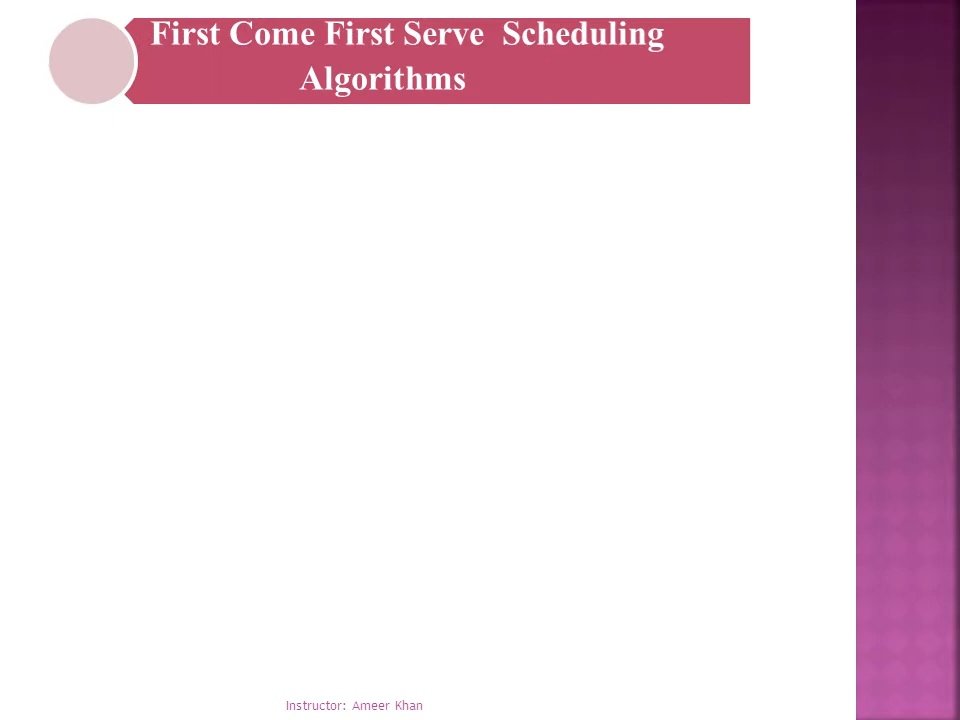 First Come First Serve  Scheduling
Algorithms
Instructor: Ameer Khan